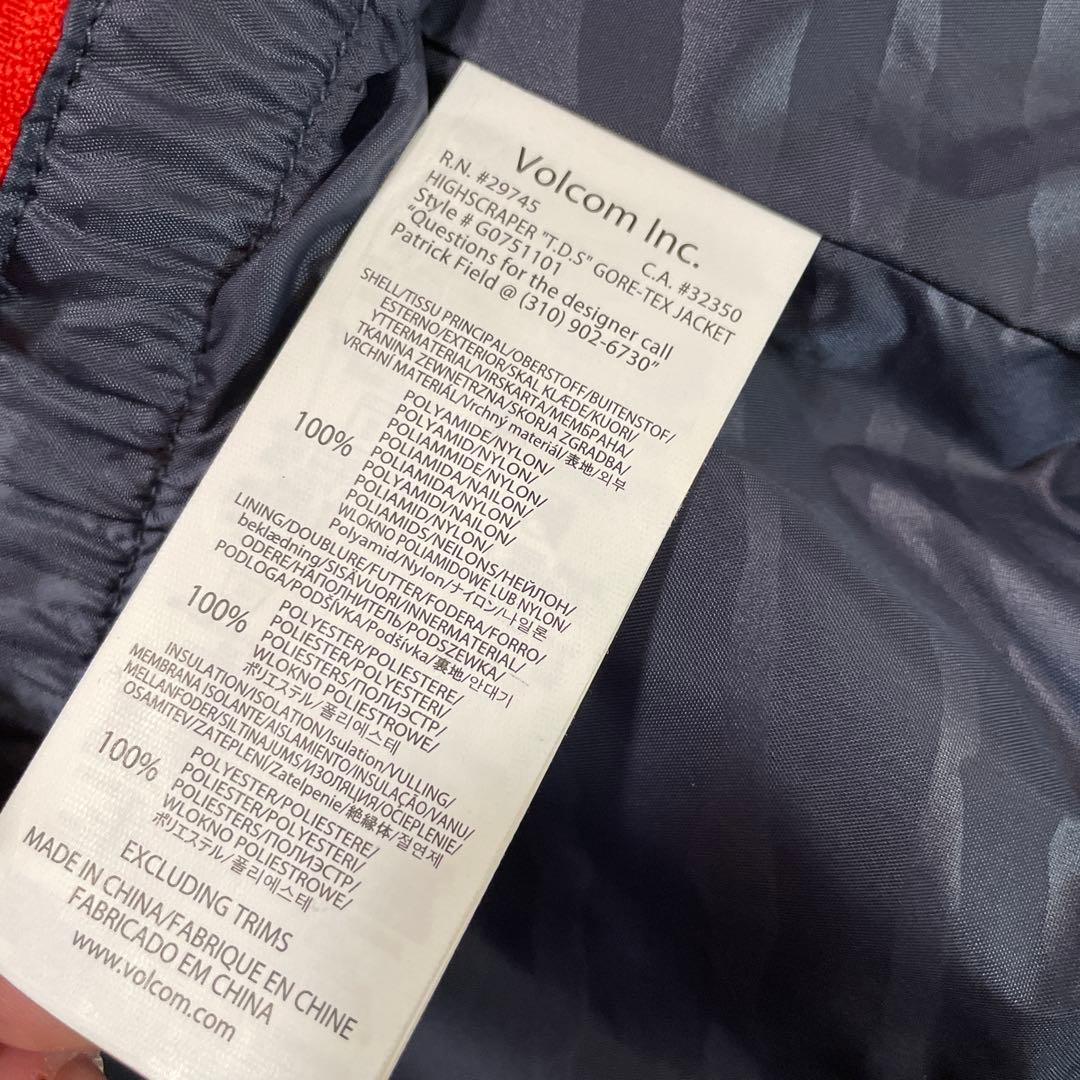 Volcom Inc.
R.N. #29745 C.A. #32350
HIGHSCRAPER "T.D.S" GORE-TEX JACKET
Style # G0751101
"Questions for the designer call
Patrick Field @ (310) 902-6730"
SHELL/TISSU PRINCIPAL/OBERSTOFF/BUITENSTOF/
ESTERNO/EXTERIOR/SKAL KLÆDE/KUORI/
YTTERMATERIAL/VIRSKARTA/МЕМБРАНА/
TKANINA ZEWNETRZNA/SKORJA ZGRADBA/
VRCHNÍ MATERIÁL/Vrchný materiál/表地/외부
100% POLYAMIDE/NYLON/
POLYAMID/NYLON/
POLIAMMIDE/NYLON/
POLIAMIDA/NAILON/
POLIAMIDA/NYLON/
POLYAMIDI/NAILON/
POLIAMIDS/NEILONS/НЕЙЛОН/
WLOKNO POLIAMIDOWE LUB NYLON/
Polyamid/Nylon/ナイロン/나일론
LINING/DOUBLURE/FUTTER/FODERA/FORRO/
beklædning/SISÄVUORI/INNERMATERIAL/
ODERE/НАПОЛНИТЕЛЬ/PODSZEWKA/
PODLOGA/PODŠÍVKA/Podšívka/裏地/안대기
100% POLYESTER/POLIESTERE/
POLIESTER/POLYESTERI/
POLIESTERS/ПОЛИЭСТР/
WLOKNO POLIESTROWE/
ポリエステル/폴리에스테
INSULATION/ISOLATION/Isulation/VULLING/
MEMBRANA ISOLANTE/AISLAMIENTO/INSULAÇÃO/VANU/
MELLANFODER/SILTINAJUMS/ИЗОЛЯЦИЯ/OCIEPLENIE/
OSAMITEV/ZATEPLENÍ/Zatelpenie/絶縁体/절연제
100% POLYESTER/POLIESTERE/
POLIESTER/POLYESTERI/
POLIESTERS/ПОЛИЭСТР/
WLOKNO POLIESTROWE/
ポリエステル/폴리에스테
EXCLUDING TRIMS
MADE IN CHINA/FABRIQUE EN CHINE
FABRICADO EM CHINA
www.volcom.com